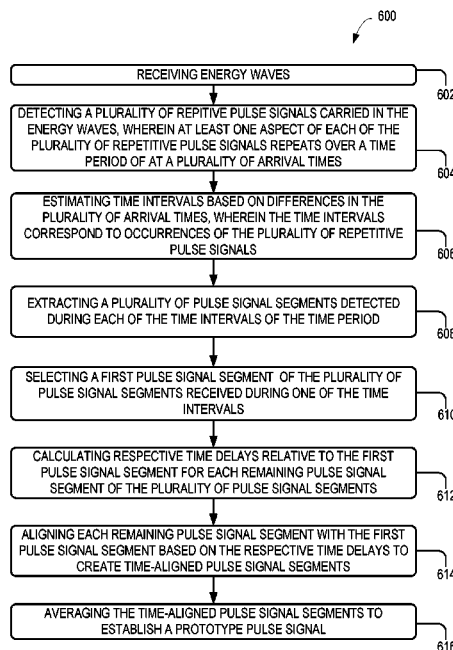 600
RECEIVING ENERGY WAVES
602
DETECTING A PLURALITY OF REPITIVE PULSE SIGNALS CARRIED IN THE
ENERGY WAVES, WHEREIN AT LEAST ONE ASPECT OF EACH OF THE
PLURALITY OF REPETITIVE PULSE SIGNALS REPEATS OVER A TIME
PERIOD OF AT A PLURALITY OF ARRIVAL TIMES
604
ESTIMATING TIME INTERVALS BASED ON DIFFERENCES IN THE
PLURALITY OF ARRIVAL TIMES, WHEREIN THE TIME INTERVALS
CORRESPOND TO OCCURRENCES OF THE PLURALITY OF REPETITIVE
PULSE SIGNALS
606
EXTRACTING A PLURALITY OF PULSE SIGNAL SEGMENTS DETECTED
DURING EACH OF THE TIME INTERVALS OF THE TIME PERIOD
608
SELECTING A FIRST PULSE SIGNAL SEGMENT OF THE PLURALITY OF
PULSE SIGNAL SEGMENTS RECEIVED DURING ONE OF THE TIME
INTERVALS
610
CALCULATING RESPECTIVE TIME DELAYS RELATIVE TO THE FIRST
PULSE SIGNAL SEGMENT FOR EACH REMAINING PULSE SIGNAL
SEGMENT OF THE PLURALITY OF PULSE SIGNAL SEGMENTS
612
ALIGNING EACH REMAINING PULSE SIGNAL SEGMENT WITH THE FIRST
PULSE SIGNAL SEGMENT BASED ON THE RESPECTIVE TIME DELAYS TO
CREATE TIME-ALIGNED PULSE SIGNAL SEGMENTS
614
AVERAGING THE TIME-ALIGNED PULSE SIGNAL SEGMENTS TO
ESTABLISH A PROTOTYPE PULSE SIGNAL
616